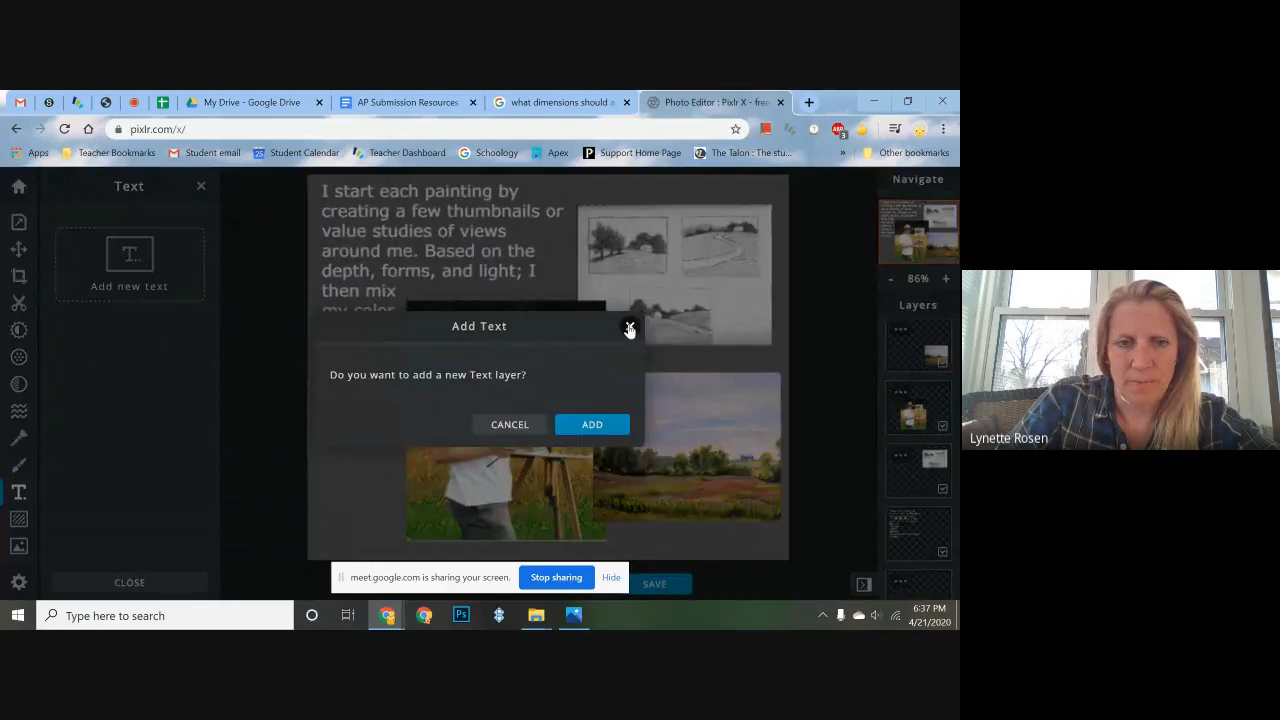 My Drive - Google Drive
AP Submission Resources
what dimensions should a
Photo Editor : Pixlr X - free
pixlr.com/x/
Apps
Teacher Bookmarks
Student email
Student Calendar
Teacher Dashboard
Schoology
Apex
Support Home Page
The Talon : The stu...
»
Other bookmarks
Text
T..
Add new text
CLOSE
I start each painting by
creating a few thumbnails or
value studies of views
around me. Based on the
depth, forms, and light; I
then mix
my color
Add Text
Do you want to add a new Text layer?
CANCEL
ADD
Navigate
- 86% +
Layers
meet.google.com is sharing your screen.
Stop sharing
Hide
SAVE
Lynette Rosen
Type here to search
Ps
6:37 PM
4/21/2020